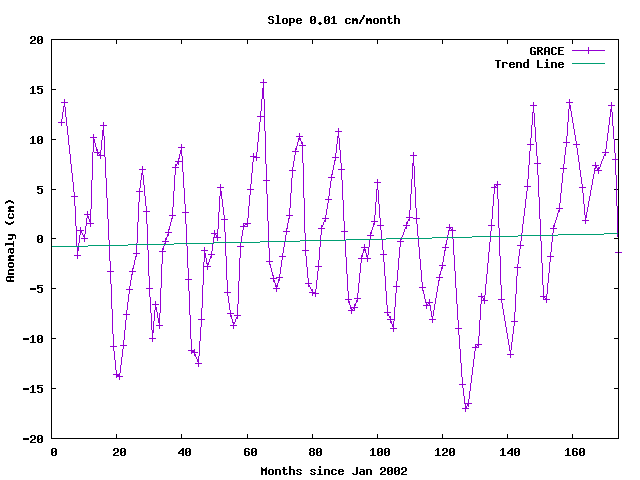 Slope 0.01 cm/month
GRACE
Trend Line
20
15
10
5
0
-5
-10
-15
-20
Anomaly (cm)
0 20 40 60 80 100 120 140 160
Months since Jan 2002